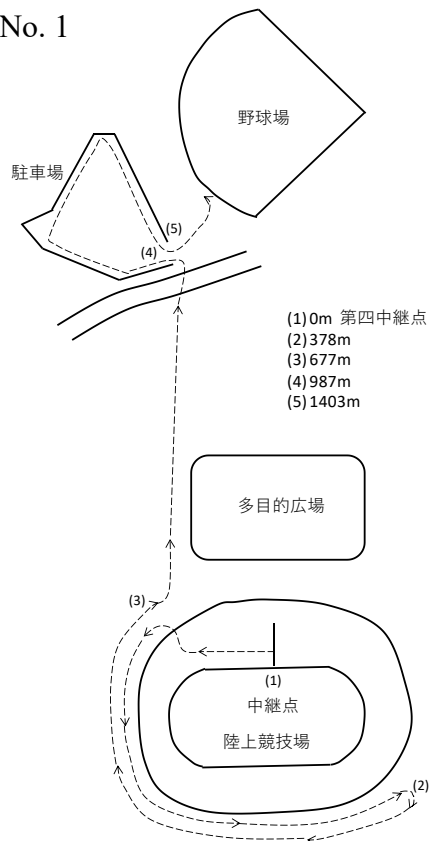 No. 1
野球場
駐車場
(5)
(4)
(1)0m 第四中継点
(2)378m
(3)677m
(4)987m
(5)1403m
多目的広場
(3)
(1)
中継点
陸上競技場
(2)